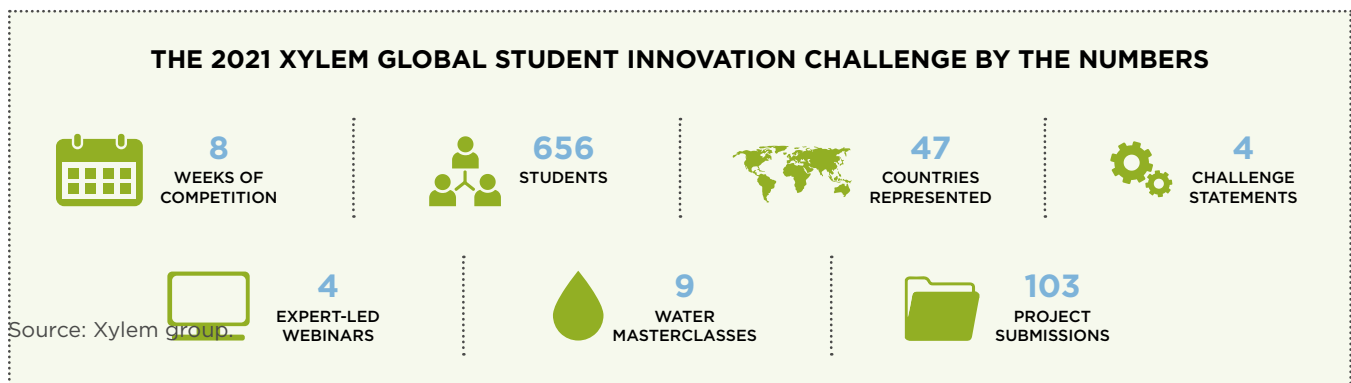 THE 2021 XYLEM GLOBAL STUDENT INNOVATION CHALLENGE BY THE NUMBERS
8
WEEKS OF
COMPETITION
656
STUDENTS
47
COUNTRIES
REPRESENTED
4
CHALLENGE
STATEMENTS
4
EXPERT-LED
WEBINARS
9
WATER
MASTERCLASSES
103
PROJECT
SUBMISSIONS
Source: Xylem group.